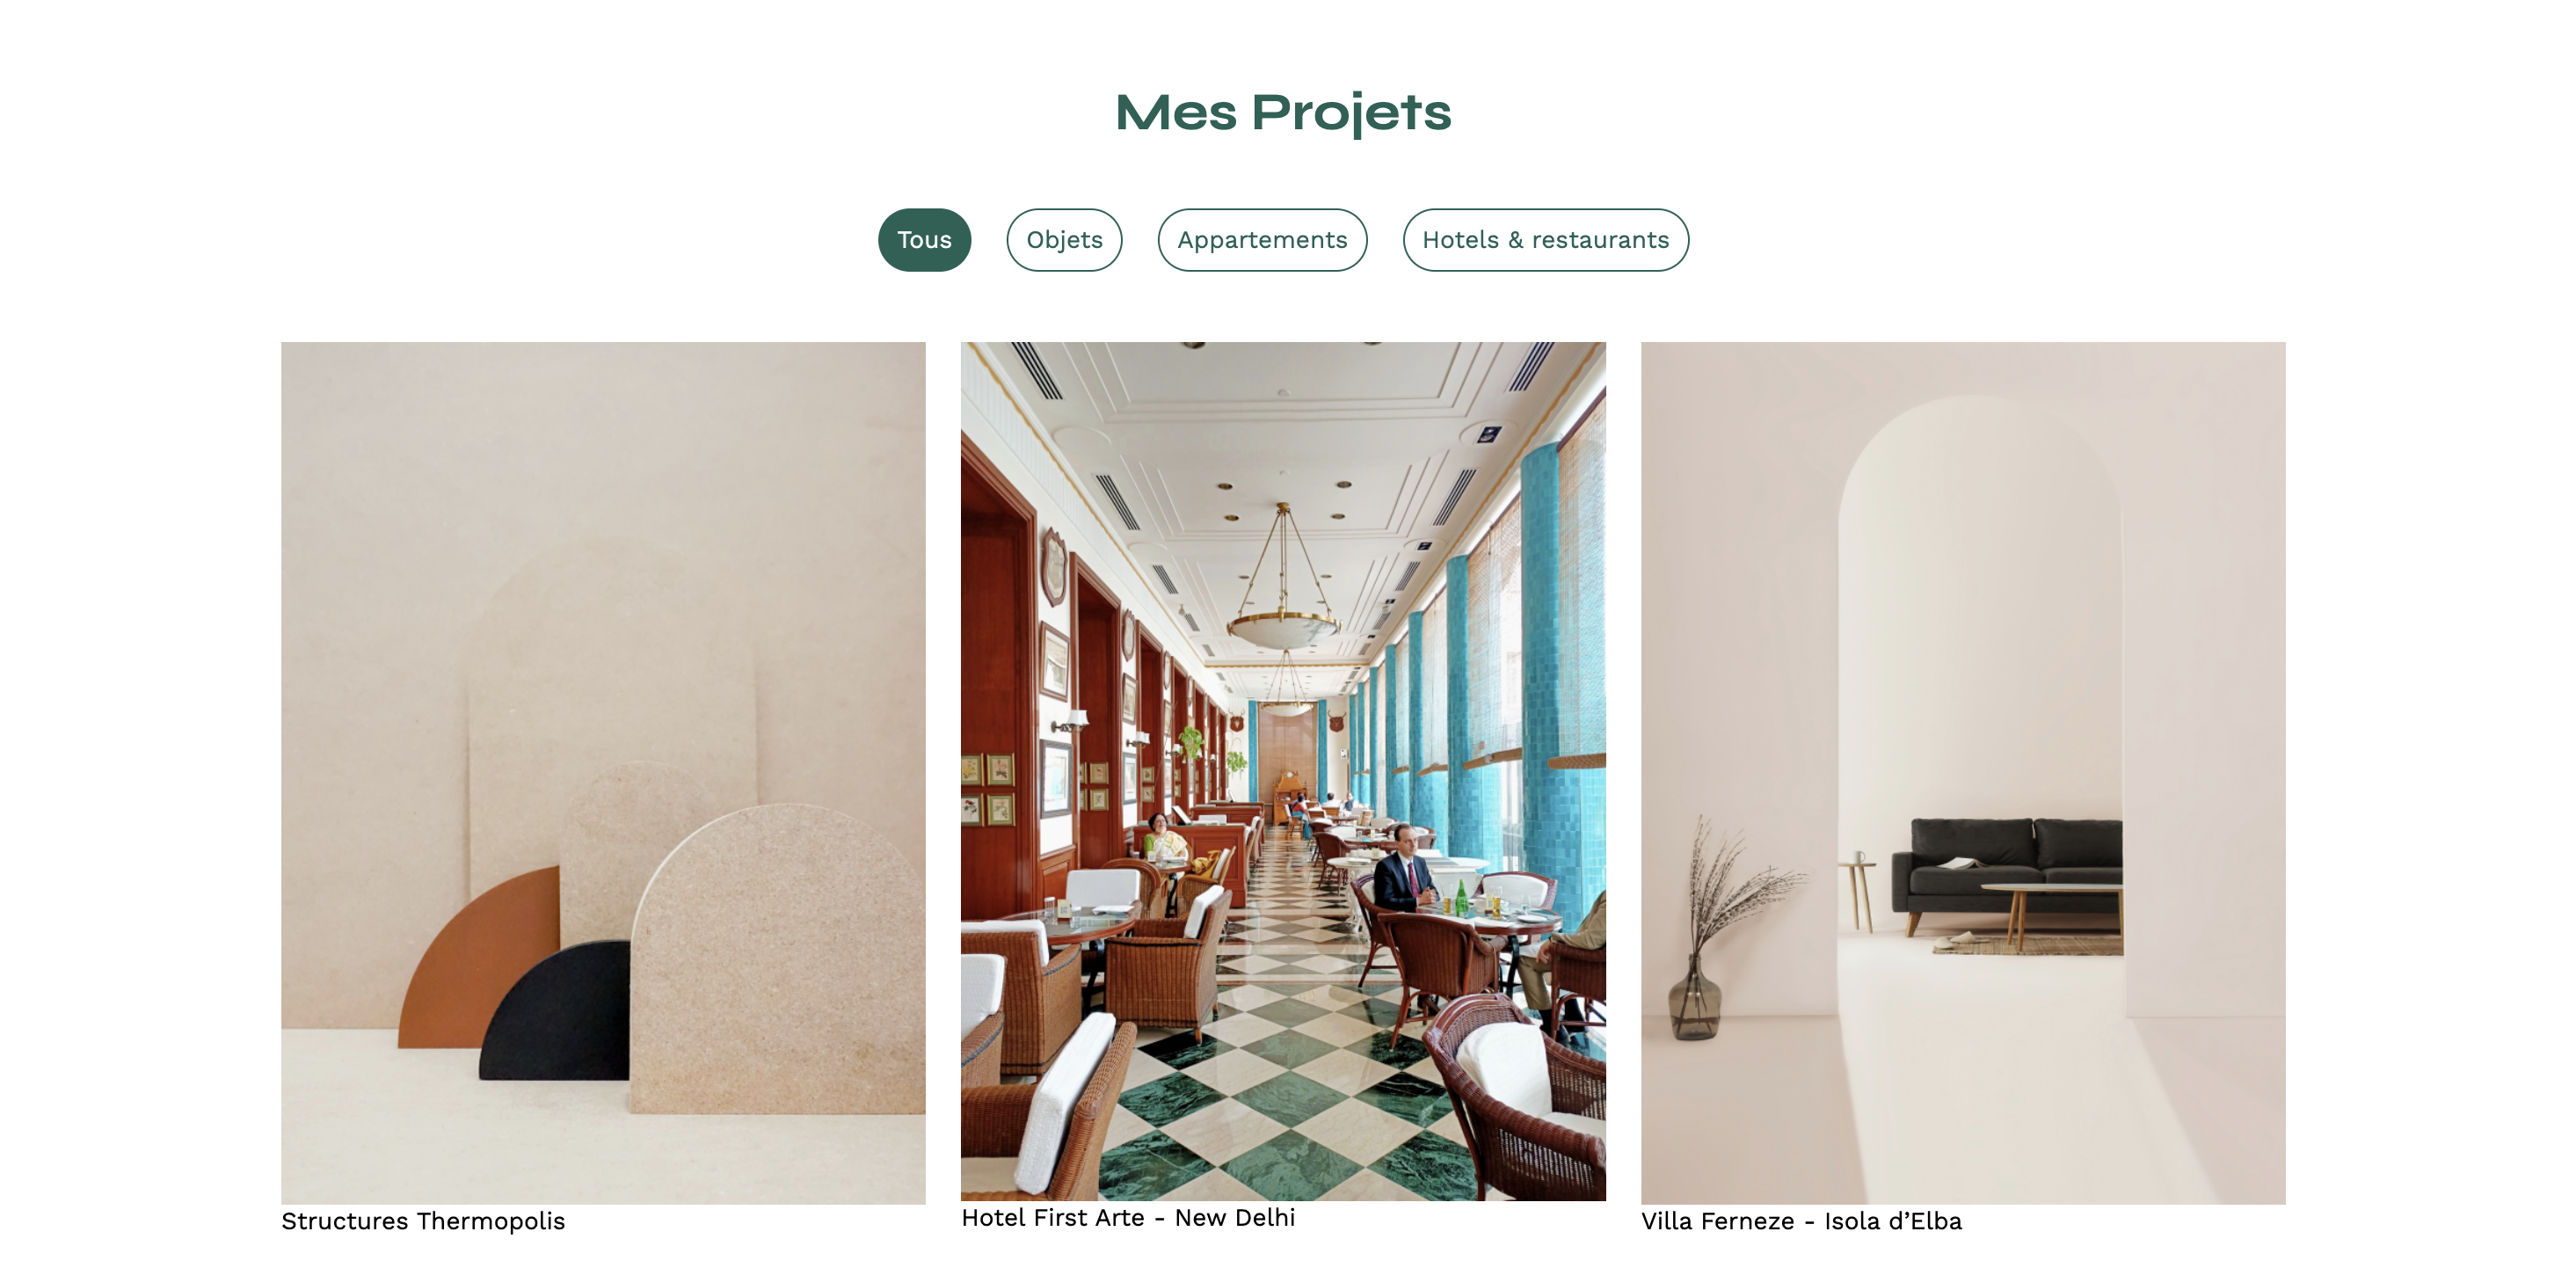 Mes Projets
Tous
Objets
Appartements
Hotels & restaurants
Structures Thermopolis
Hotel First Arte - New Delhi
Villa Ferneze - Isola d’Elba